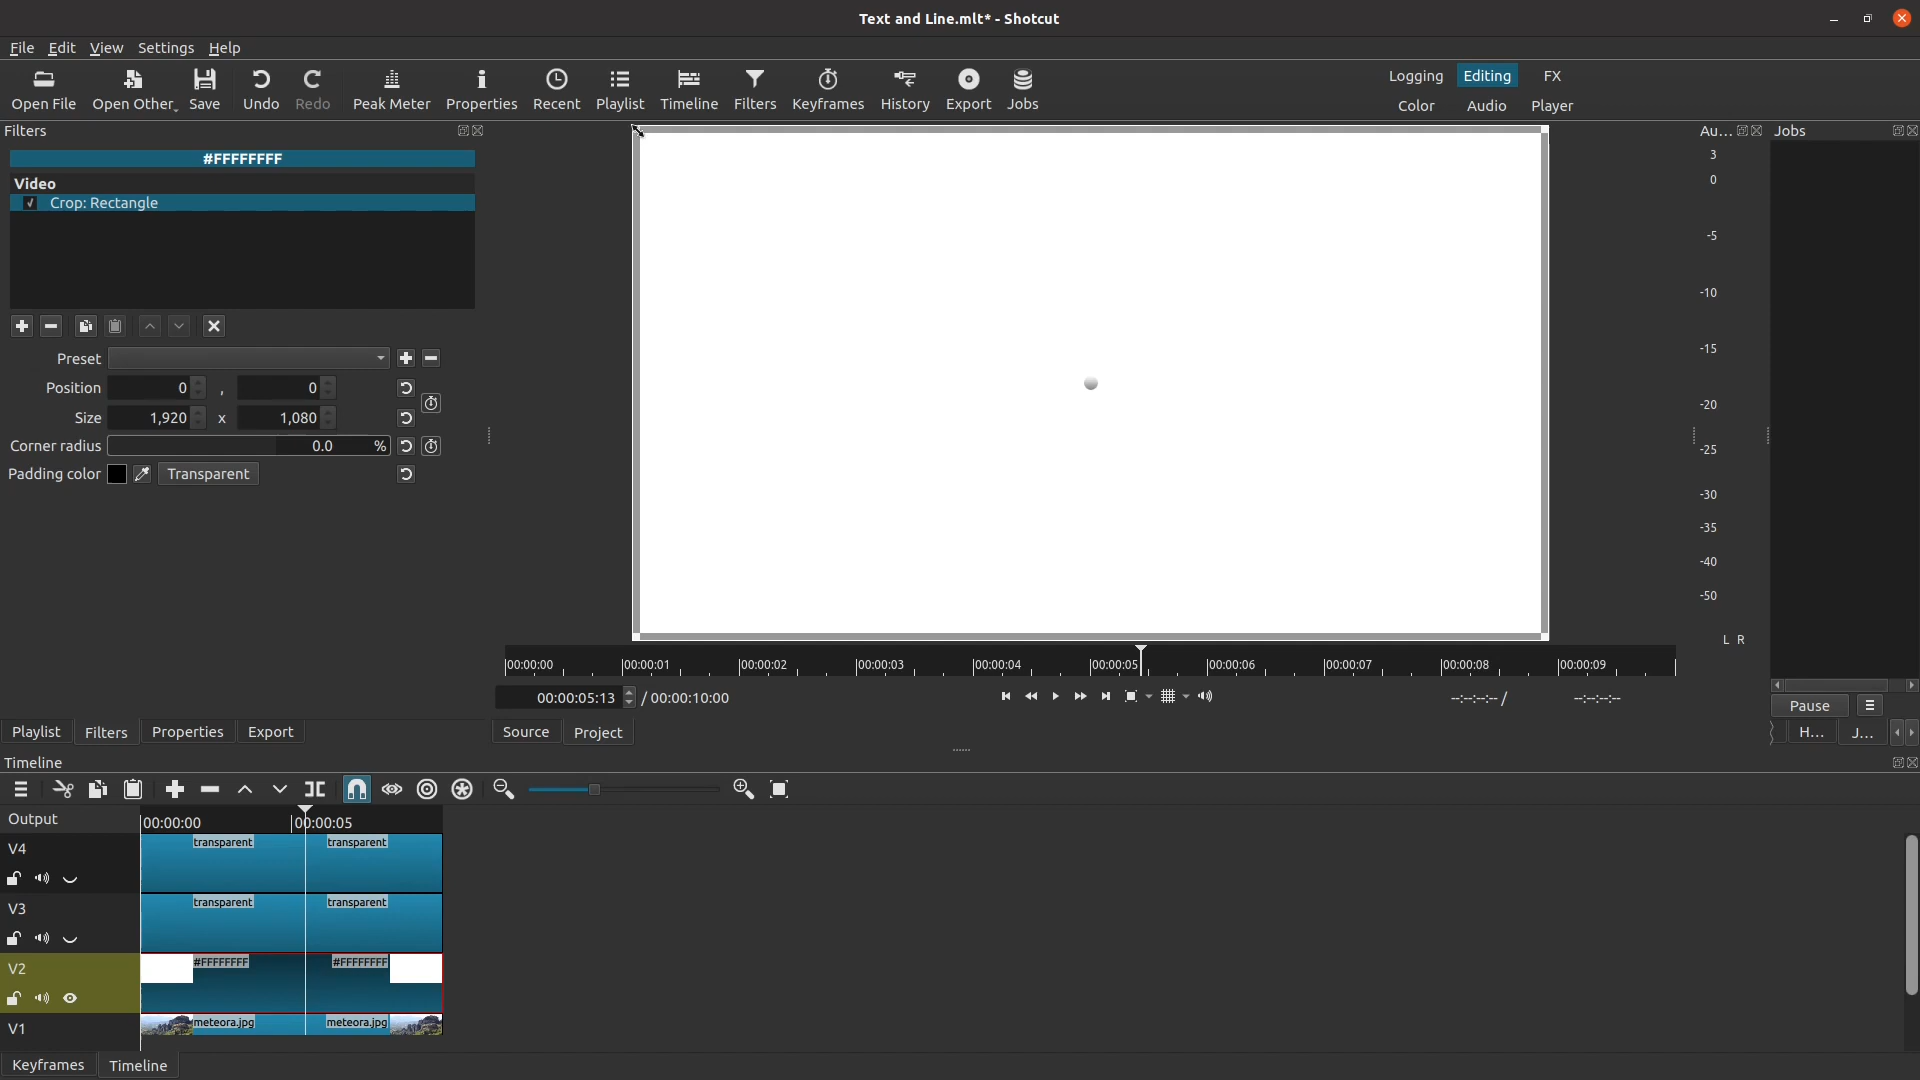 Text and Line.mlt* - Shotcut
File Edit View Settings Help
Open File Open Other Save Undo Redo Peak Meter Properties Recent Playlist Timeline Filters Keyframes History Export Jobs
Logging Editing FX
Color Audio Player
Filters
#FFFFFFFF
Video
Crop: Rectangle
Preset
Position 0 , 0
Size 1,920 x 1,080
Corner radius 0.0 %
Padding color Transparent
Playlist Filters Properties Export
00:00:00 00:00:01 00:00:02 00:00:03 00:00:04 00:00:05 00:00:06 00:00:07 00:00:08 00:00:09
00:00:05:13 / 00:00:10:00
--:--:--:-- / --:--:--:--
Source Project
Au...
3
0
-5
-10
-15
-20
-25
-30
-35
-40
-50
L R
Jobs
Pause
H... J...
Timeline
Output
00:00:00 00:00:05
V4
transparent transparent
V3
transparent transparent
V2
#FFFFFFFF #FFFFFFFF
V1
meteora.jpg meteora.jpg
Keyframes Timeline